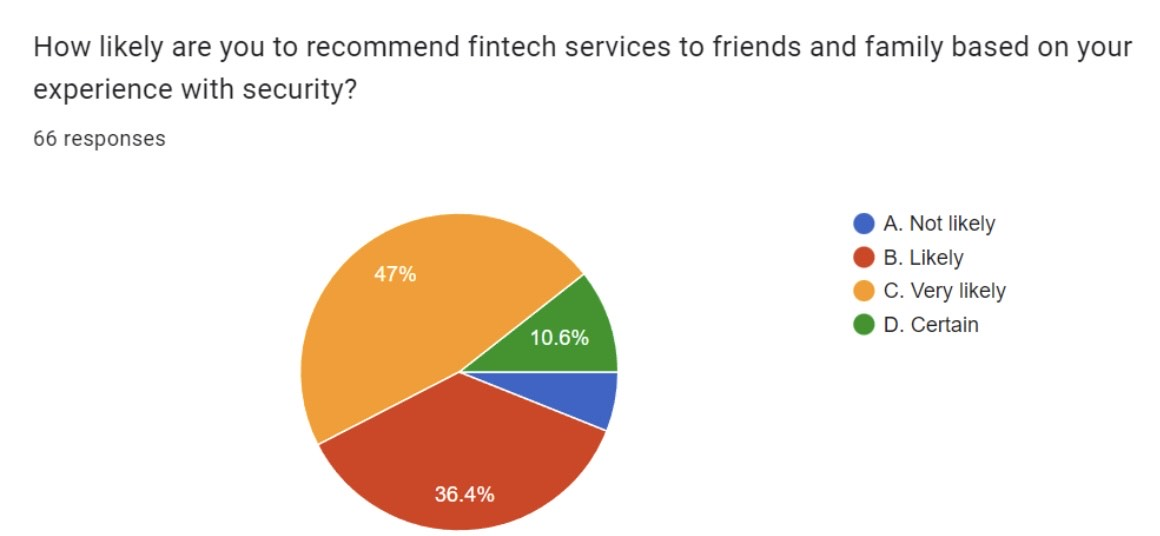 How likely are you to recommend fintech services to friends and family based on your
experience with security?
66 responses
47%
10.6%
36.4%
A. Not likely
B. Likely
C. Very likely
D. Certain